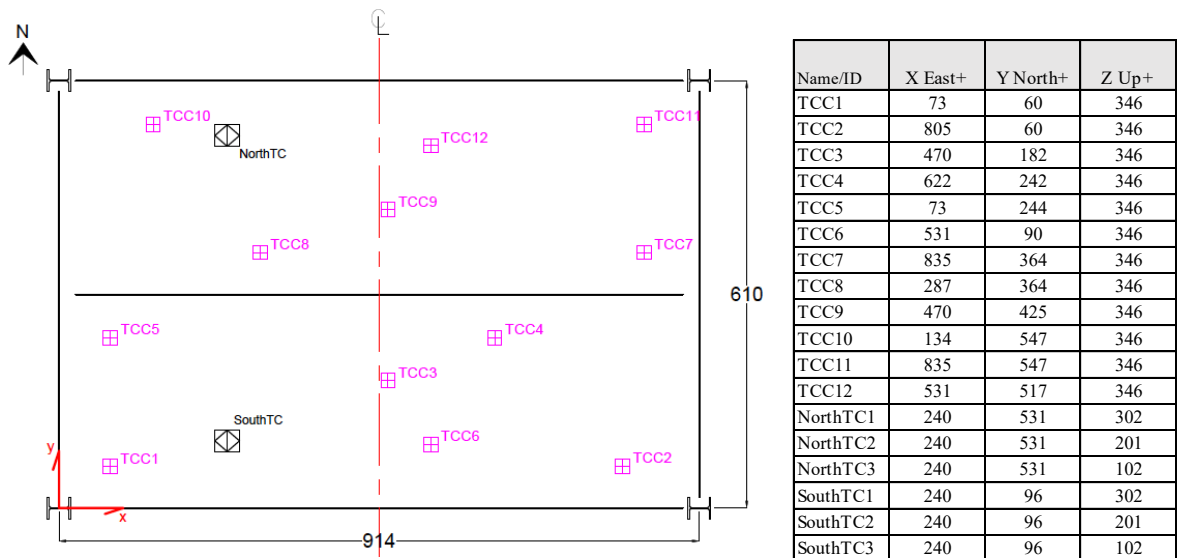 N
CL
TCC10
TCC11
NorthTC
TCC12
TCC9
TCC8
TCC7
610
TCC5
TCC4
TCC3
SouthTC
TCC6
TCC1
TCC2
y
x
914
Name/ID X East+ Y North+ Z Up+
TCC1 73 60 346
TCC2 805 60 346
TCC3 470 182 346
TCC4 622 242 346
TCC5 73 244 346
TCC6 531 90 346
TCC7 835 364 346
TCC8 287 364 346
TCC9 470 425 346
TCC10 134 547 346
TCC11 835 547 346
TCC12 531 517 346
NorthTC1 240 531 302
NorthTC2 240 531 201
NorthTC3 240 531 102
SouthTC1 240 96 302
SouthTC2 240 96 201
SouthTC3 240 96 102